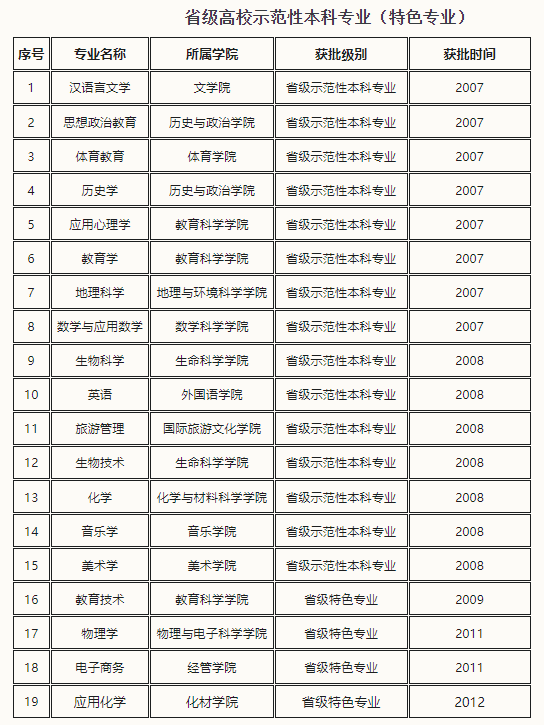 省级高校示范性本科专业（特色专业）
序号 专业名称 所属学院 获批级别 获批时间
1 汉语言文学 文学院 省级示范性本科专业 2007
2 思想政治教育 历史与政治学院 省级示范性本科专业 2007
3 体育教育 体育学院 省级示范性本科专业 2007
4 历史学 历史与政治学院 省级示范性本科专业 2007
5 应用心理学 教育科学学院 省级示范性本科专业 2007
6 教育学 教育科学学院 省级示范性本科专业 2007
7 地理科学 地理与环境科学学院 省级示范性本科专业 2007
8 数学与应用数学 数学科学学院 省级示范性本科专业 2007
9 生物科学 生命科学学院 省级示范性本科专业 2008
10 英语 外国语学院 省级示范性本科专业 2008
11 旅游管理 国际旅游文化学院 省级示范性本科专业 2008
12 生物技术 生命科学学院 省级示范性本科专业 2008
13 化学 化学与材料科学学院 省级示范性本科专业 2008
14 音乐学 音乐学院 省级示范性本科专业 2008
15 美术学 美术学院 省级示范性本科专业 2008
16 教育技术 教育科学学院 省级特色专业 2009
17 物理学 物理与电子科学学院 省级特色专业 2011
18 电子商务 经管学院 省级特色专业 2011
19 应用化学 化材学院 省级特色专业 2012